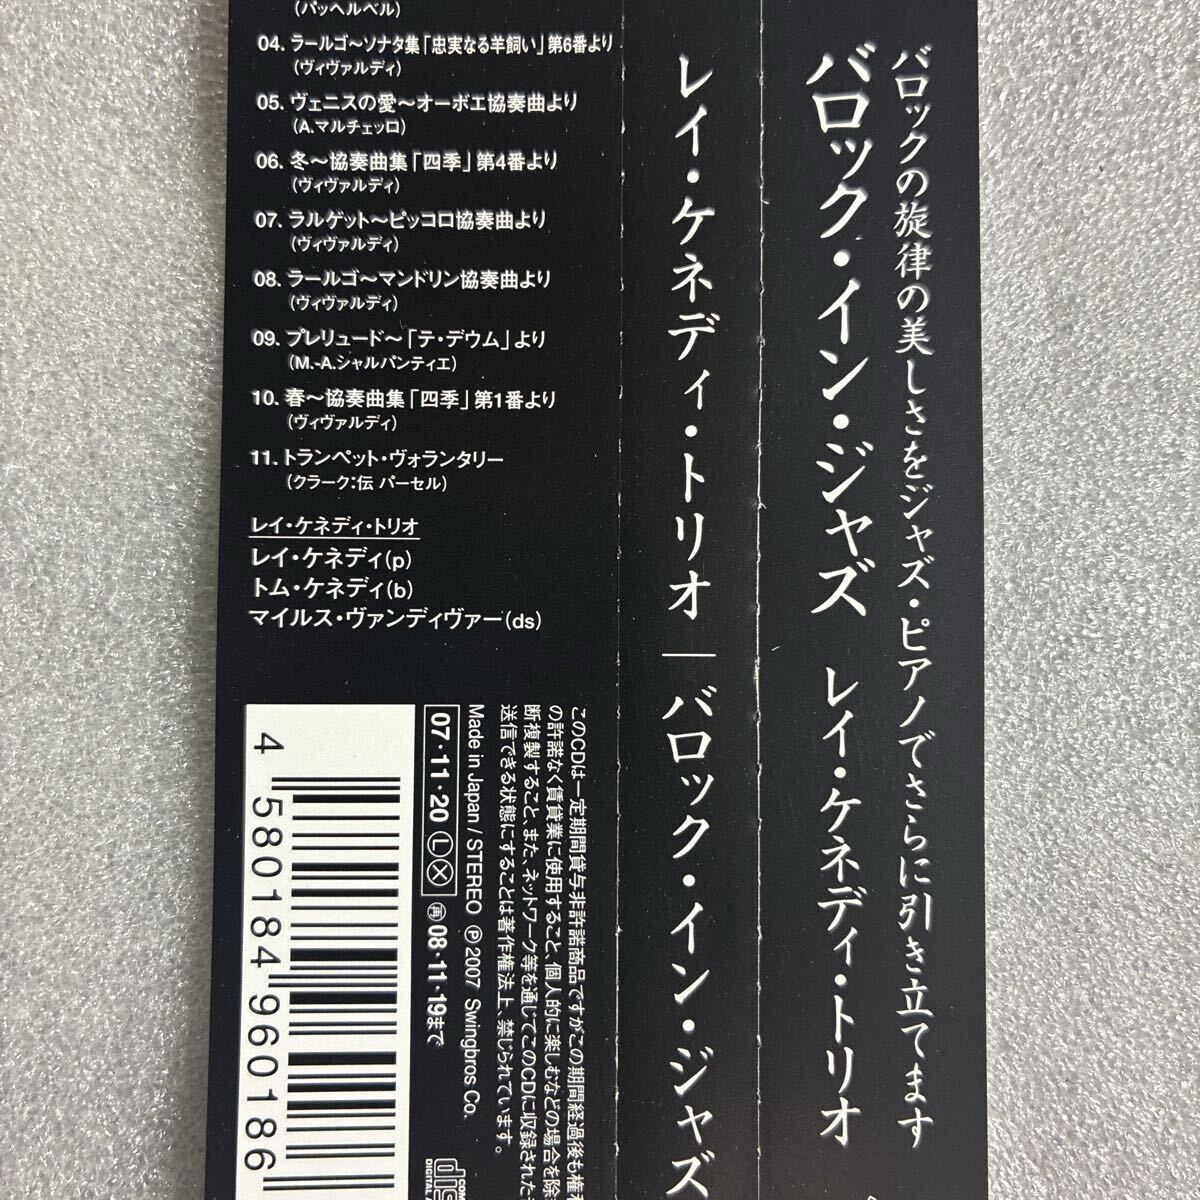 バロックの旋律の美しさをジャズ・ピアノでさらに引き立てます
バロック・イン・ジャズ レイ・ケネディ・トリオ
レイ・ケネディ・トリオ｜バロック・イン・ジャズ
(パッヘルベル)
04. ラールゴ〜ソナタ集「忠実なる羊飼い」第6番より
(ヴィヴァルディ)
05. ヴェニスの愛〜オーボエ協奏曲より
(A.マルチェッロ)
06. 冬〜協奏曲集「四季」第4番より
(ヴィヴァルディ)
07. ラルゲット〜ピッコロ協奏曲より
(ヴィヴァルディ)
08. ラールゴ〜マンドリン協奏曲より
(ヴィヴァルディ)
09. プレリュード〜「テ・デウム」より
(M.-A.シャルパンティエ)
10. 春〜協奏曲集「四季」第1番より
(ヴィヴァルディ)
11. トランペット・ヴォランタリー
(クラーク:伝 パーセル)
レイ・ケネディ・トリオ
レイ・ケネディ(p)
トム・ケネディ(b)
マイルス・ヴァンディヴァー(ds)
このCDは一定期間貸与非許諾商品ですがこの期間経過後も権
の許諾なく賃貸業に使用すること、個人的に楽しむなどの場合を除
断複製すること、また、ネットワーク等を通じてこのCDに収録された
送信できる状態にすることは著作権法上、禁じられています。
Made in Japan / STEREO ℗ 2007 Swingbros Co.
07・11・20 Ⓛ Ⓧ ㊢08・11・19まで
4 580184 960186